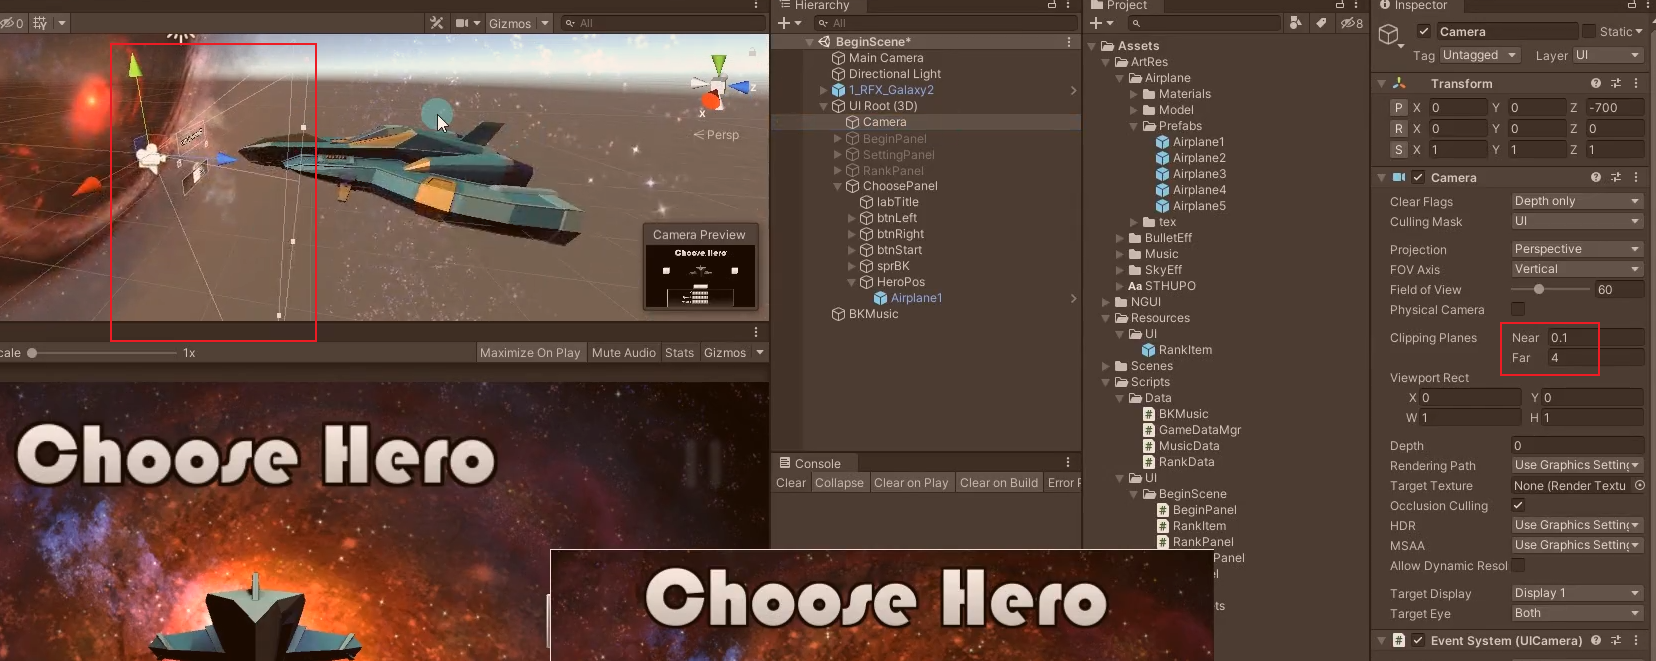 0
Gizmos
All
Persp
x
z
Camera Preview
Choose Hero
1x
Maximize On Play
Mute Audio
Stats
Gizmos
Choose Hero
Hierarchy
All
BeginScene*
Main Camera
Directional Light
1_RFX_Galaxy2
UI Root (3D)
Camera
BeginPanel
SettingPanel
RankPanel
ChoosePanel
labTitle
btnLeft
btnRight
btnStart
sprBK
HeroPos
Airplane1
BKMusic
Console
Clear
Collapse
Clear on Play
Clear on Build
Choose Hero
Project
8
Assets
ArtRes
Airplane
Materials
Model
Prefabs
Airplane1
Airplane2
Airplane3
Airplane4
Airplane5
tex
BulletEff
Music
SkyEff
Aa STHUPO
NGUI
Resources
UI
RankItem
Scenes
Scripts
Data
BKMusic
GameDataMgr
MusicData
RankData
UI
BeginScene
BeginPanel
RankItem
RankPanel
Inspector
Camera
Static
Tag Untagged
Layer UI
Transform
P X 0 Y 0 Z -700
R X 0 Y 0 Z 0
S X 1 Y 1 Z 1
Camera
Clear Flags Depth only
Culling Mask UI
Projection Perspective
FOV Axis Vertical
Field of View 60
Physical Camera
Clipping Planes Near 0.1
Far 4
Viewport Rect
X 0 Y 0
W 1 H 1
Depth 0
Rendering Path Use Graphics
Target Texture None (Render Textu
Occlusion Culling
HDR Use Graphics
MSAA Use Graphics
Allow Dynamic Resol
Target Display Display 1
Target Eye Both
Event System (UICamera)